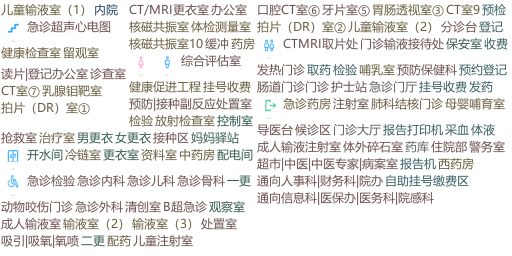 儿童输液室（1） 内院
急诊超声心电图
健康检查室 留观室
读片|登记办公室 诊查室
CT室⑦ 乳腺钼靶室
拍片（DR）室①
CT/MRI更衣室 办公室
核磁共振室 体检测量室
核磁共振室10 缓冲 药房
综合评估室
健康促进工程 挂号收费
预防|接种副反应处置室
检验 放射检查室 控制室
抢救室 治疗室 男更衣 女更衣 接种区 妈妈驿站
开水间 冷链室 更衣室 资料室 中药房 配电间
急诊检验 急诊内科 急诊儿科 急诊骨科 一更
动物咬伤门诊 急诊外科 清创室 B超急诊 观察室
成人输液室 输液室（2） 输液室（3） 处置室
吸引|吸氧|氧喷 二更 配药 儿童注射室
口腔CT室⑥ 牙片室⑤ 胃肠透视室③ CT室9 预检
拍片（DR）室② 儿童输液室（2） 分诊台 登记
CTMRI取片处 门诊输液接待处 保安室 收费
发热门诊 取药 检验 哺乳室 预防保健科 预约登记
肠道门诊门诊 护士站 急诊门厅 挂号收费 发药
急诊药房 注射室 肺科结核门诊 母婴哺育室
导医台 候诊区 门诊大厅 报告打印机 采血 体液
成人输液注射室 体外碎石室 药库 住院部 警务室
超市|中医|中医专家|病案室 报告机 西药房
通向人事科|财务科|院办 自助挂号缴费区
通向信息科|医保办|医务科|院感科